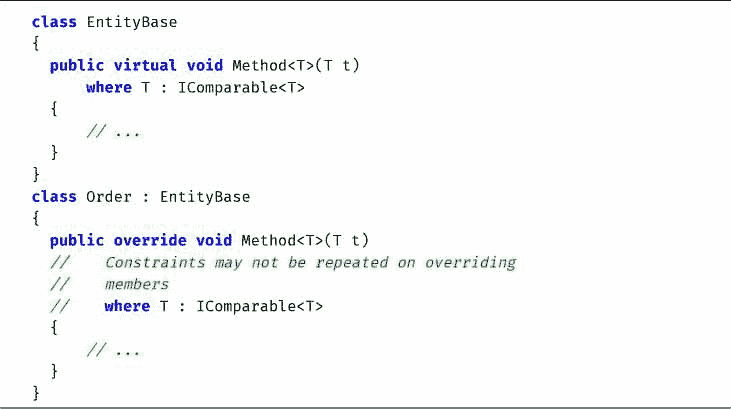 class EntityBase
{
  public virtual void Method<T>(T t)
      where T : IComparable<T>
  {
      // ...
  }
}
class Order : EntityBase
{
  public override void Method<T>(T t)
  //    Constraints may not be repeated on overriding
  //    members
  //    where T : IComparable<T>
  {
      // ...
  }
}